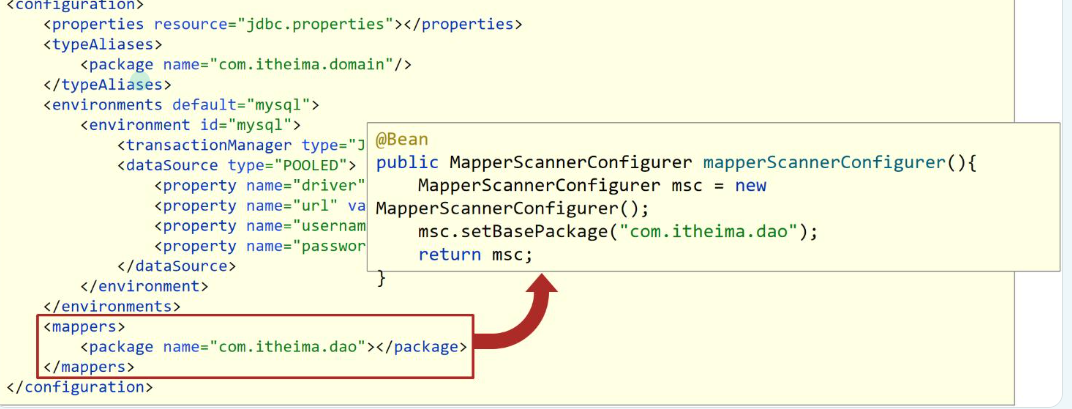 <configuration>
<properties resource="jdbc.properties"></properties>
<typeAliases>
<package name="com.itheima.domain"/>
</typeAliases>
<environments default="mysql">
<environment id="mysql">
<transactionManager type="J
<dataSource type="POOLED">
<property name="driver"
<property name="url" va
<property name="usernam
<property name="passwor
</dataSource>
</environment>
</environments>
<mappers>
<package name="com.itheima.dao"></package>
</mappers>
</configuration>
@Bean
public MapperScannerConfigurer mapperScannerConfigurer(){
MapperScannerConfigurer msc = new
MapperScannerConfigurer();
msc.setBasePackage("com.itheima.dao");
return msc;
}